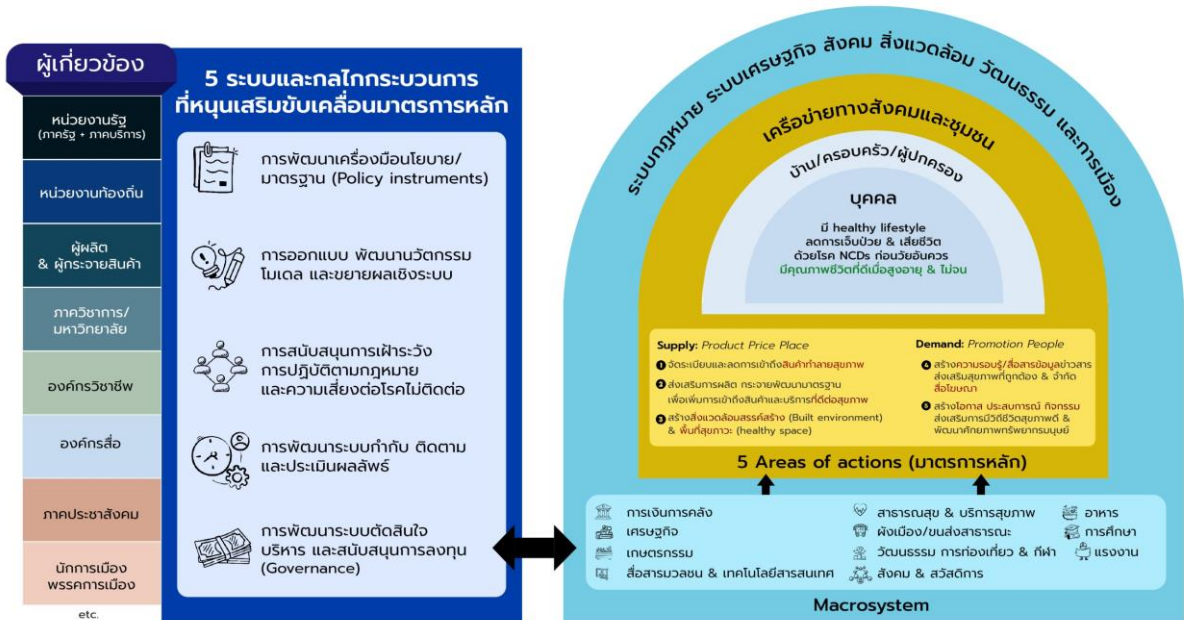 ผู้เกี่ยวข้อง
หน่วยงานรัฐ
(ภาครัฐ + ภาคบริการ)
หน่วยงานท้องถิ่น
ผู้ผลิต
& ผู้กระจายสินค้า
ภาควิชาการ/
มหาวิทยาลัย
องค์กรวิชาชีพ
องค์กรสื่อ
ภาคประชาสังคม
นักการเมือง
พรรคการเมือง
etc.
5 ระบบและกลไกกระบวนการ
ที่หนุนเสริมขับเคลื่อนมาตรการหลัก
การพัฒนาเครื่องมือนโยบาย/
มาตรฐาน (Policy instruments)
การออกแบบ พัฒนานวัตกรรม
โมเดล และขยายผลเชิงระบบ
การสนับสนุนการเฝ้าระวัง
การปฏิบัติตามกฎหมาย
และความเสี่ยงต่อโรคไม่ติดต่อ
การพัฒนาระบบกำกับ ติดตาม
และประเมินผลลัพธ์
การพัฒนาระบบตัดสินใจ
บริหาร และสนับสนุนการลงทุน
(Governance)
ระบบกฎหมาย ระบบเศรษฐกิจ สังคม สิ่งแวดล้อม วัฒนธรรม และการเมือง
เครือข่ายทางสังคมและชุมชน
บ้าน/ครอบครัว/ผู้ปกครอง
บุคคล
มี healthy lifestyle
ลดการเจ็บป่วย & เสียชีวิต
ด้วยโรค NCDs ก่อนวัยอันควร
มีคุณภาพชีวิตที่ดีเมื่อสูงอายุ & ไม่จน
Supply: Product Price Place
1 จัดระเบียบและลดการเข้าถึงสินค้าทำลายสุขภาพ
2 ส่งเสริมการผลิต กระจายพัฒนามาตรฐาน
เพื่อเพิ่มการเข้าถึงสินค้าและบริการที่ดีต่อสุขภาพ
3 สร้างสิ่งแวดล้อมสรรค์สร้าง (Built environment)
& พื้นที่สุขภาวะ (healthy space)
Demand: Promotion People
4 สร้างความรอบรู้/สื่อสารข้อมูลข่าวสาร
ส่งเสริมสุขภาพที่ถูกต้อง & จำกัด
สื่อโฆษณา
5 สร้างโอกาส ประสบการณ์ กิจกรรม
ส่งเสริมการมีวิถีชีวิตสุขภาพดี &
พัฒนาศักยภาพทรัพยากรมนุษย์
5 Areas of actions (มาตรการหลัก)
การเงินการคลัง
เศรษฐกิจ
เกษตรกรรม
สื่อสารมวลชน & เทคโนโลยีสารสนเทศ
สาธารณสุข & บริการสุขภาพ
ผังเมือง/ขนส่งสาธารณะ
วัฒนธรรม การท่องเที่ยว & กีฬา
สังคม & สวัสดิการ
อาหาร
การศึกษา
แรงงาน
Macrosystem